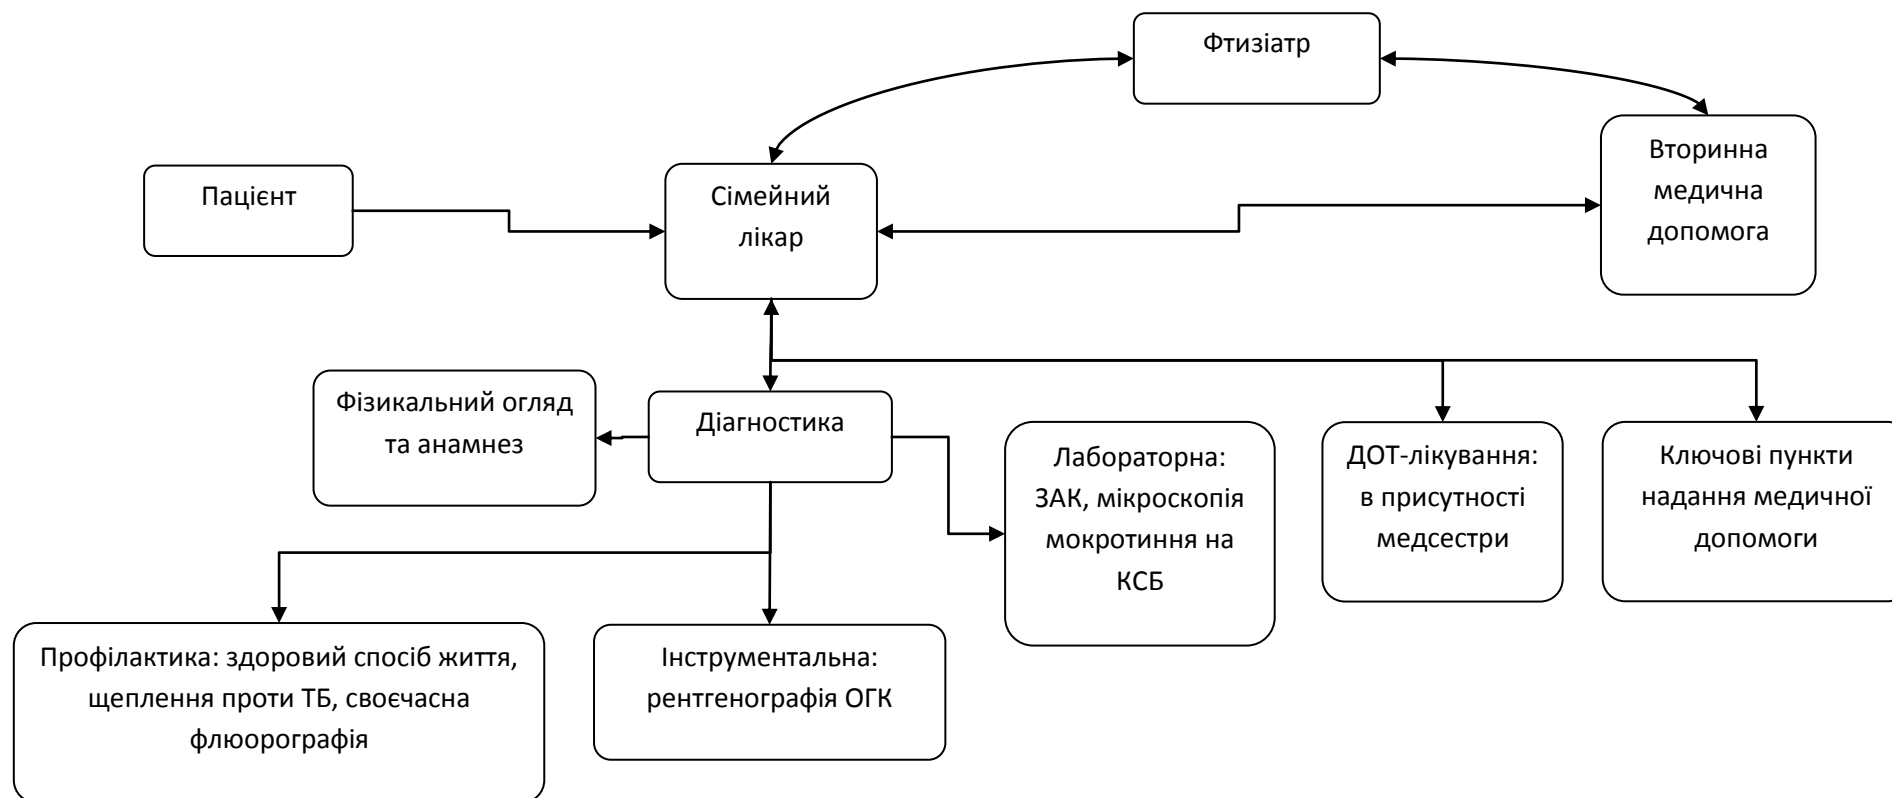 Фтизіатр
Вторинна
медична
допомога
Пацієнт
Сімейний
лікар
Фізикальний огляд
та анамнез
Діагностика
Лабораторна:
ЗАК, мікроскопія
мокротиння на
КСБ
ДОТ-лікування:
в присутності
медсестри
Ключові пункти
надання медичної
допомоги
Профілактика: здоровий спосіб життя,
щеплення проти ТБ, своєчасна
флюорографія
Інструментальна:
рентгенографія ОГК